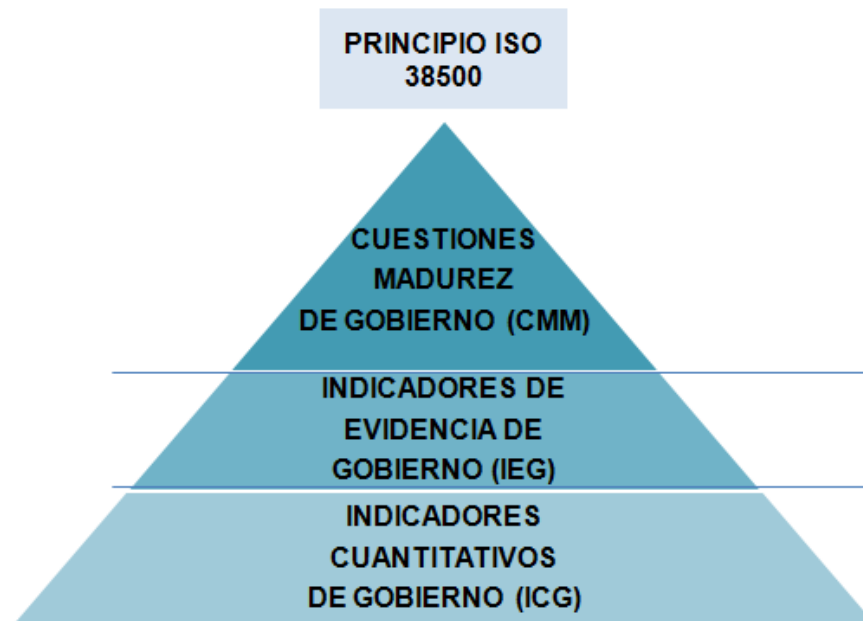 PRINCIPIO ISO
38500
CUESTIONES
MADUREZ
DE GOBIERNO (CMM)
INDICADORES DE
EVIDENCIA DE
GOBIERNO (IEG)
INDICADORES
CUANTITATIVOS
DE GOBIERNO (ICG)